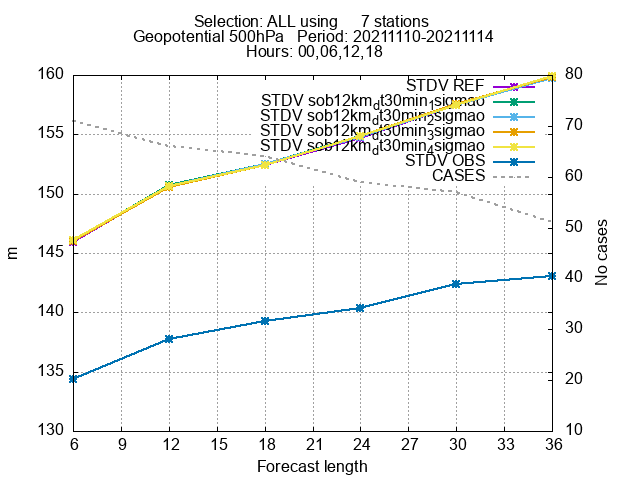 Selection: ALL using 7 stations
Geopotential 500hPa Period: 20211110-20211114
Hours: 00,06,12,18
160
155
150
145
140
135
130
m
80
70
60
50
40
30
20
10
No cases
STDV REF
STDV sob12km_dt30min_1sigmao
STDV sob12km_dt30min_2sigmao
STDV sob12km_dt30min_3sigmao
STDV sob12km_dt30min_4sigmao
STDV OBS
CASES
6 9 12 15 18 21 24 27 30 33 36
Forecast length